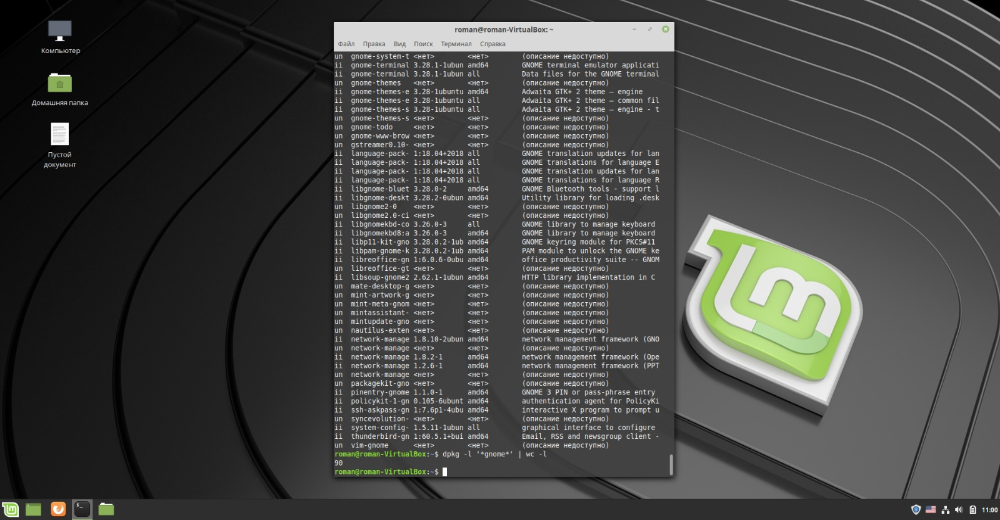 Компьютер
Домашняя папка
Пустой
документ
roman@roman-VirtualBox: ~
Файл Правка Вид Поиск Терминал Справка
un gnome-system-t <нет> <нет> (описание недоступно)
ii gnome-terminal 3.28.1-1ubun amd64 GNOME terminal emulator applicati
ii gnome-terminal 3.28.1-1ubun all Data files for the GNOME terminal
un gnome-themes <нет> <нет> (описание недоступно)
ii gnome-themes-e 3.28-1ubuntu amd64 Adwaita GTK+ 2 theme — engine
ii gnome-themes-e 3.28-1ubuntu all Adwaita GTK+ 2 theme — common fil
ii gnome-themes-s 3.28-1ubuntu all Adwaita GTK+ 2 theme — engine - t
un gnome-themes-s <нет> <нет> (описание недоступно)
un gnome-todo <нет> <нет> (описание недоступно)
un gnome-www-brow <нет> <нет> (описание недоступно)
un gstreamer0.10- <нет> <нет> (описание недоступно)
ii language-pack- 1:18.04+2018 all GNOME translation updates for lan
ii language-pack- 1:18.04+2018 all GNOME translations for language E
ii language-pack- 1:18.04+2018 all GNOME translation updates for lan
ii language-pack- 1:18.04+2018 all GNOME translations for language R
ii libgnome-bluet 3.28.0-2 amd64 GNOME Bluetooth tools - support l
ii libgnome-deskt 3.28.2-0ubun amd64 Utility library for loading .desk
un libgnome2-0 <нет> <нет> (описание недоступно)
un libgnome2.0-ci <нет> <нет> (описание недоступно)
ii libgnomekbd-co 3.26.0-3 all GNOME library to manage keyboard
ii libgnomekbd8:a 3.26.0-3 amd64 GNOME library to manage keyboard
ii libp11-kit-gno 3.28.0.2-1ub amd64 GNOME keyring module for PKCS#11
ii libpam-gnome-k 3.28.0.2-1ub amd64 PAM module to unlock the GNOME ke
ii libreoffice-gn 1:6.0.6-0ubu amd64 office productivity suite -- GNOM
un libreoffice-gt <нет> <нет> (описание недоступно)
ii libsoup-gnome2 2.62.1-1ubun amd64 HTTP library implementation in C
un mate-desktop-g <нет> <нет> (описание недоступно)
un mint-artwork-g <нет> <нет> (описание недоступно)
un mint-meta-gnom <нет> <нет> (описание недоступно)
un mintassistant- <нет> <нет> (описание недоступно)
un mintupdate-gno <нет> <нет> (описание недоступно)
un nautilus-exten <нет> <нет> (описание недоступно)
ii network-manage 1.8.10-2ubun amd64 network management framework (GNO
un network-manage <нет> <нет> (описание недоступно)
ii network-manage 1.8.2-1 amd64 network management framework (Ope
ii network-manage 1.2.6-1 amd64 network management framework (PPT
un network-manage <нет> <нет> (описание недоступно)
un packagekit-gno <нет> <нет> (описание недоступно)
ii pinentry-gnome 1.1.0-1 amd64 GNOME 3 PIN or pass-phrase entry
ii policykit-1-gn 0.105-6ubunt amd64 authentication agent for PolicyKi
ii ssh-askpass-gn 1:7.6p1-4ubu amd64 interactive X program to prompt u
un syncevolution- <нет> <нет> (описание недоступно)
ii system-config- 1.5.11-1ubun all graphical interface to configure
ii thunderbird-gn 1:60.5.1+bui amd64 Email, RSS and newsgroup client -
un vim-gnome <нет> <нет> (описание недоступно)
roman@roman-VirtualBox:~$ dpkg -l '*gnome*' | wc -l
90
roman@roman-VirtualBox:~$
11:00